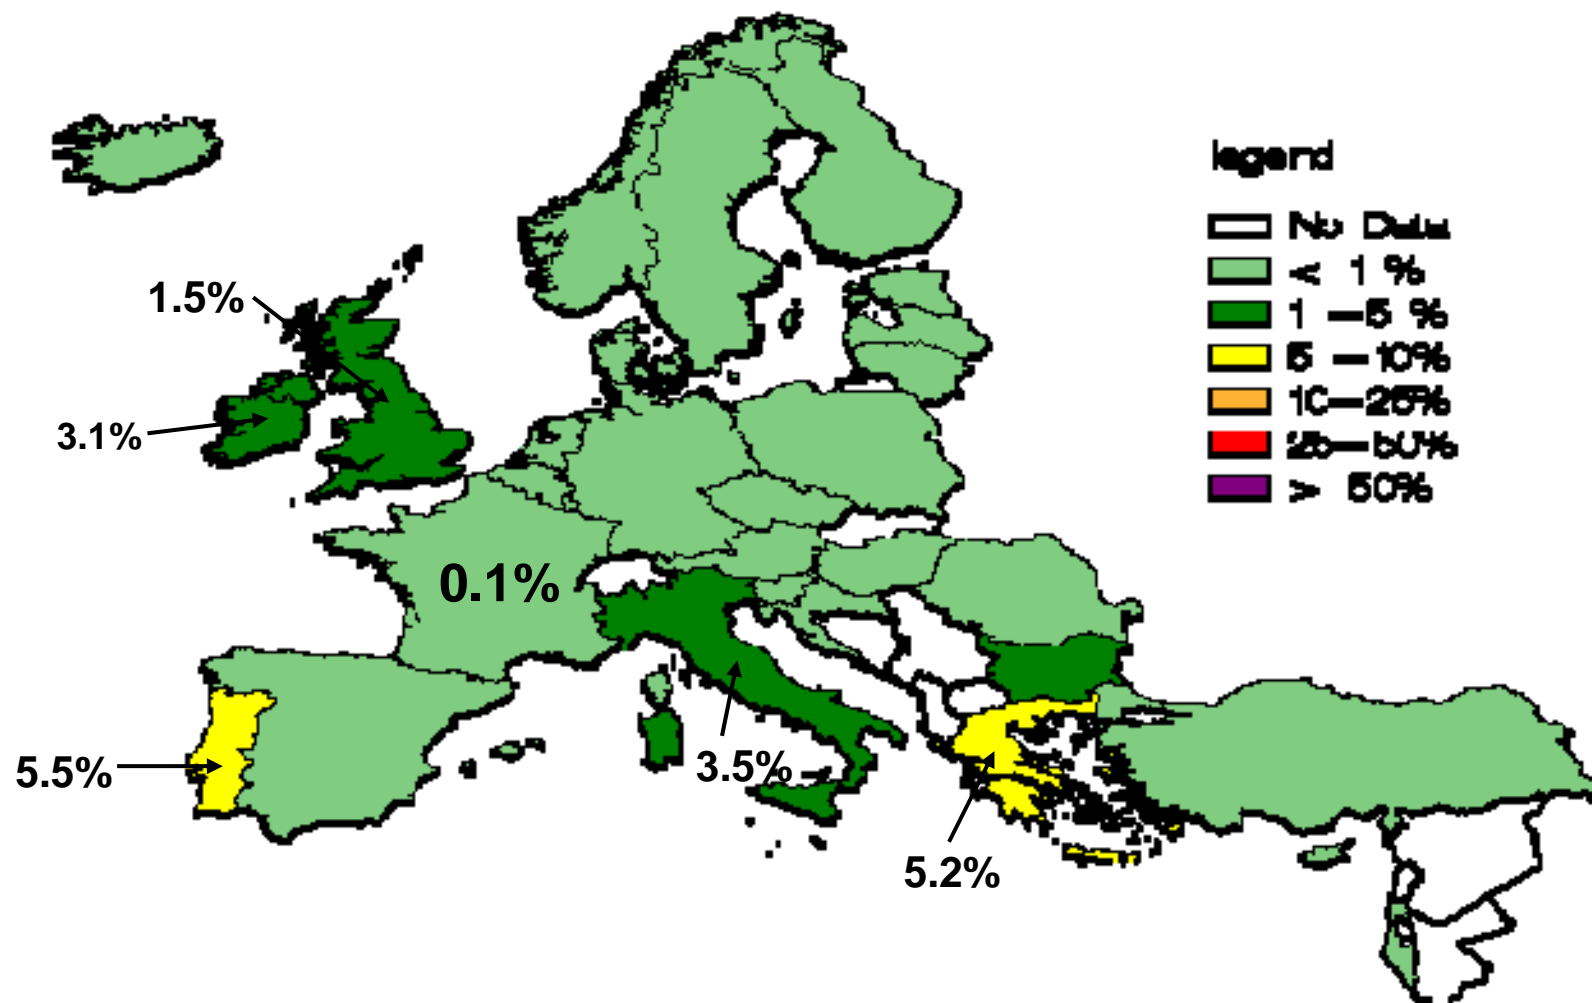 legend
No Data
< 1 %
1 —5 %
5 —10%
10—25%
25—50%
> 50%
1.5%
3.1%
0.1%
5.5%
3.5%
5.2%